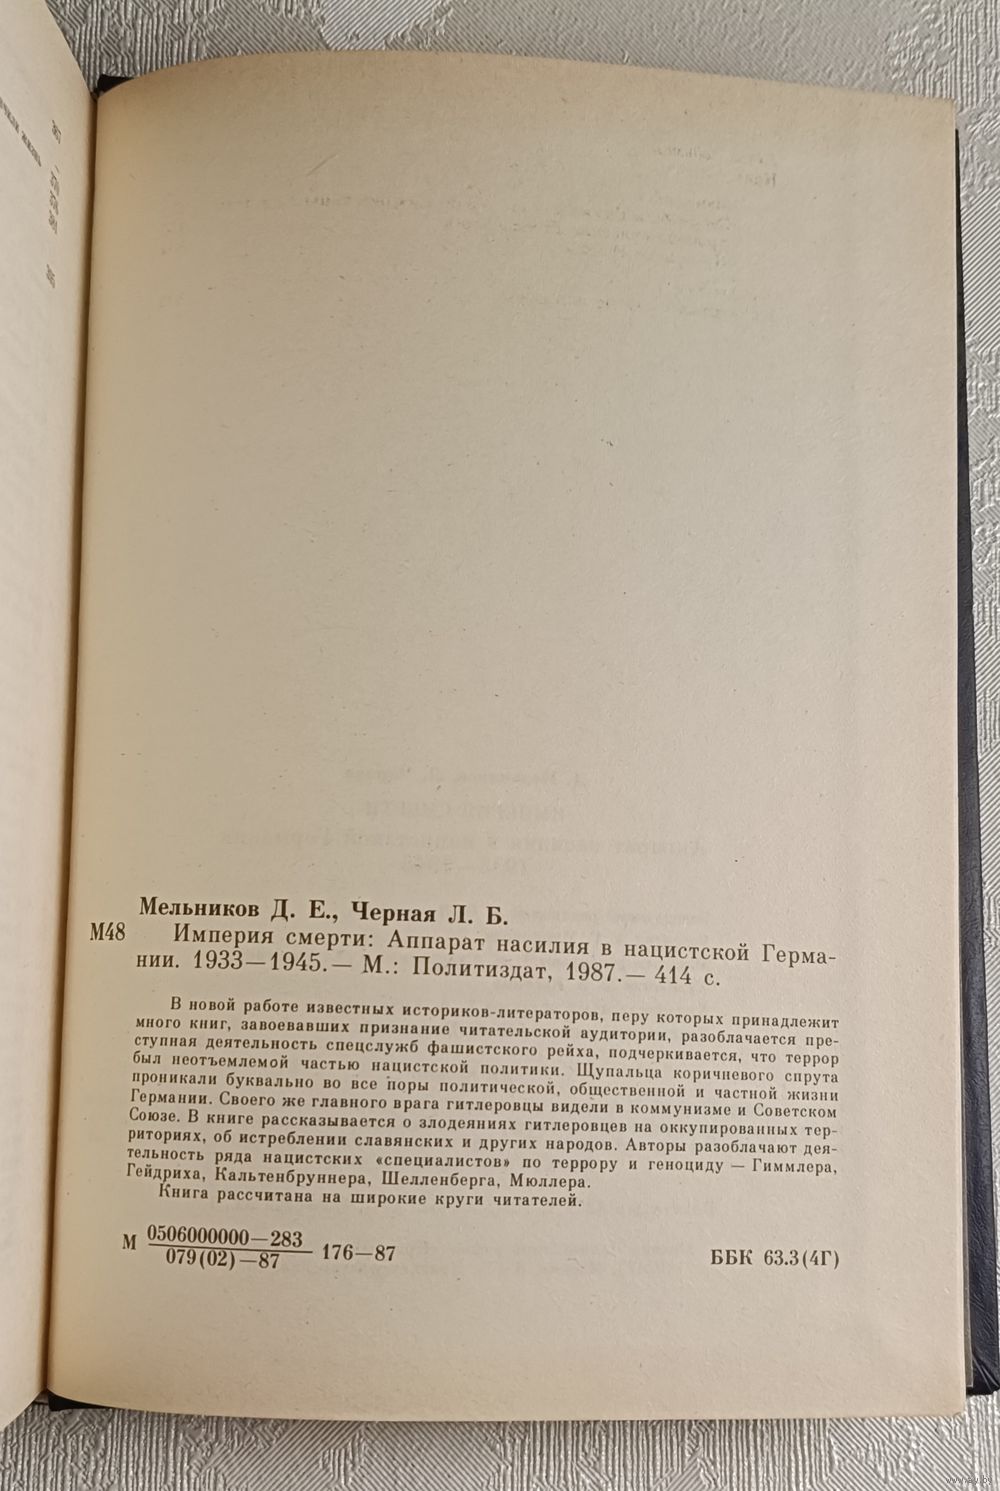 Мельников Д. Е., Черная Л. Б.
М48 Империя смерти: Аппарат насилия в нацистской Герма-
нии. 1933—1945.— М.: Политиздат, 1987.— 414 с.
В новой работе известных историков-литераторов, перу которых принадлежит
много книг, завоевавших признание читательской аудитории, разоблачается пре-
ступная деятельность спецслужб фашистского рейха, подчеркивается, что террор
был неотъемлемой частью нацистской политики. Щупальца коричневого спрута
проникали буквально во все поры политической, общественной и частной жизни
Германии. Своего же главного врага гитлеровцы видели в коммунизме и Советском
Союзе. В книге рассказывается о злодеяниях гитлеровцев на оккупированных тер-
риториях, об истреблении славянских и других народов. Авторы разоблачают дея-
тельность ряда нацистских «специалистов» по террору и геноциду — Гиммлера,
Гейдриха, Кальтенбруннера, Шелленберга, Мюллера.
Книга рассчитана на широкие круги читателей.
М 0506000000—283
079(02)—87 176—87 ББК 63.3(4Г)
www.ay.by